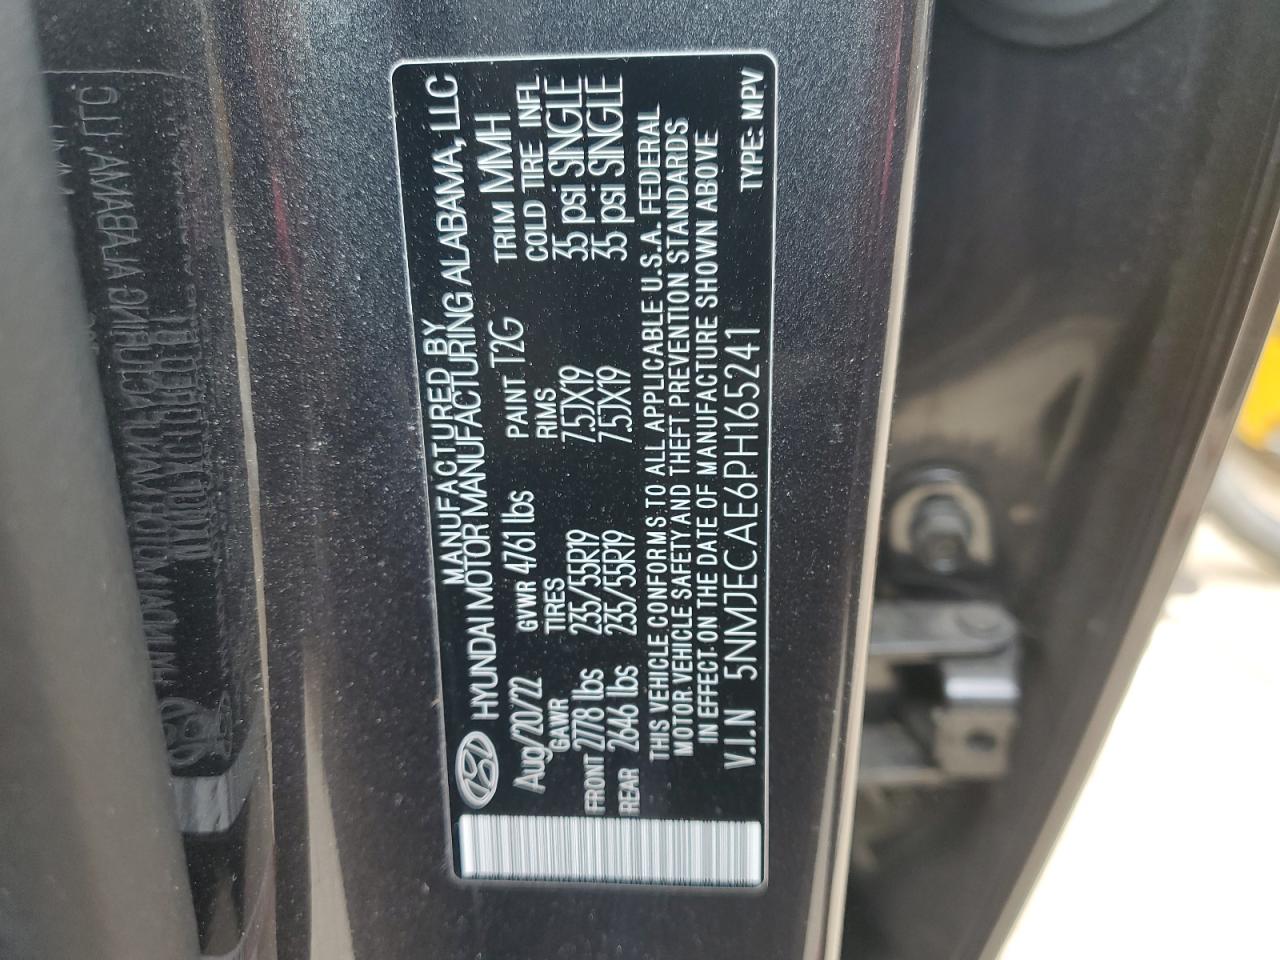 MANUFACTURED BY
HYUNDAI MOTOR MANUFACTURING ALABAMA, LLC
Aug/20/22 GVWR 4761 lbs PAINT T2G TRIM MMH
GAWR TIRES RIMS COLD TIRE INFL
FRONT 2778 lbs 235/55R19 7.5JX19 35 psi SINGLE
REAR 2646 lbs 235/55R19 7.5JX19 35 psi SINGLE
THIS VEHICLE CONFORMS TO ALL APPLICABLE U.S.A. FEDERAL
MOTOR VEHICLE SAFETY AND THEFT PREVENTION STANDARDS
IN EFFECT ON THE DATE OF MANUFACTURE SHOWN ABOVE
V.I.N 5NMJECAE6PH165241 TYPE: MPV